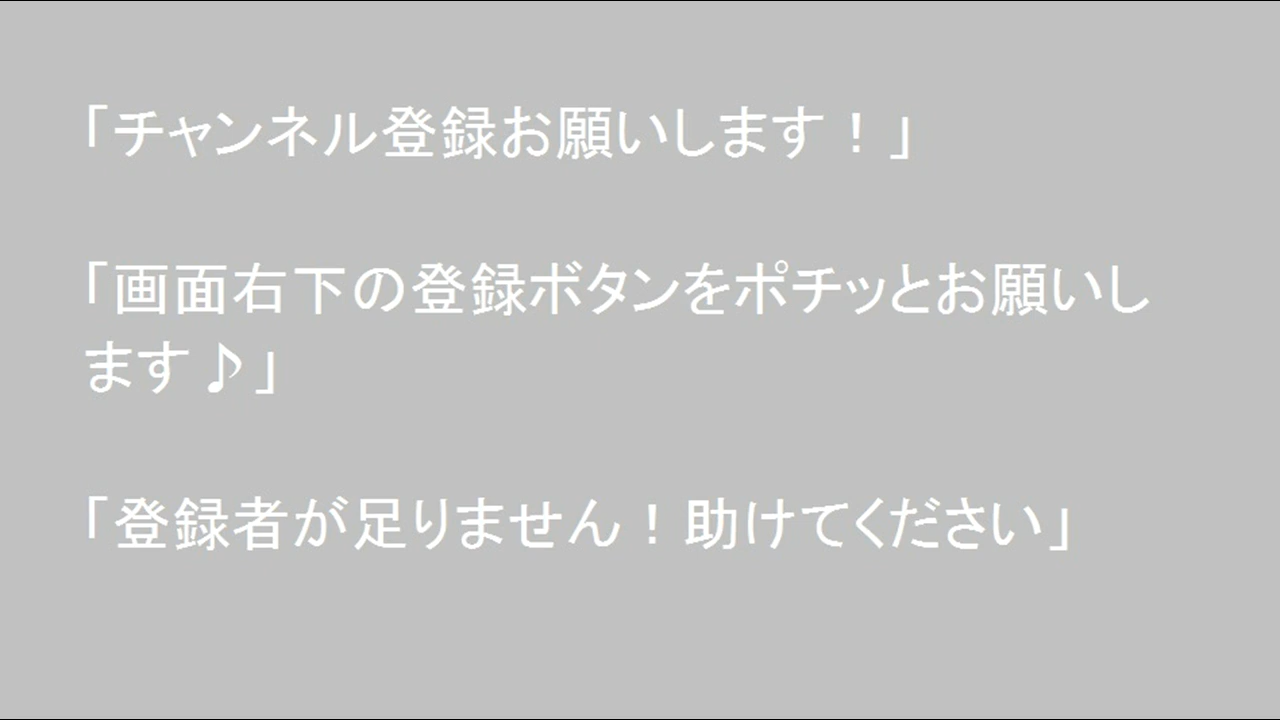 「チャンネル登録お願いします！」
「画面右下の登録ボタンをポチッとお願いし
ます♪」
「登録者が足りません！助けてください」